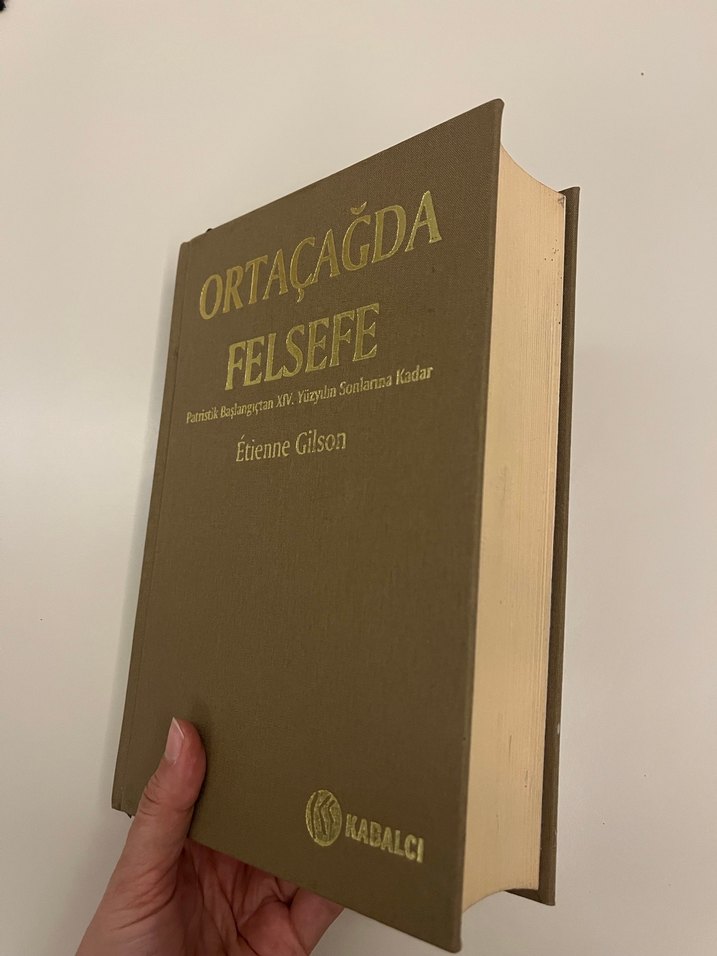 ORTAÇAĞDA
FELSEFE
Patristik Başlangıçtan XIV. Yüzyılın Sonlarına Kadar
Étienne Gilson
KABALCI